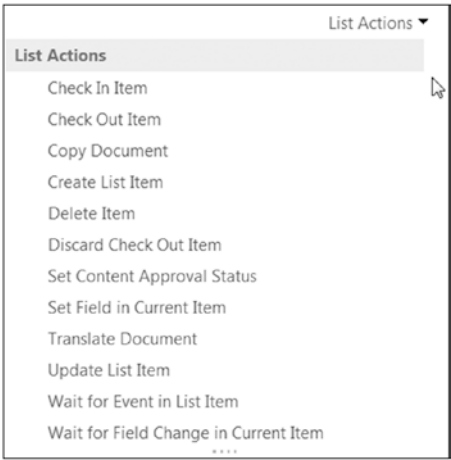 List Actions
List Actions
Check In Item
Check Out Item
Copy Document
Create List Item
Delete Item
Discard Check Out Item
Set Content Approval Status
Set Field in Current Item
Translate Document
Update List Item
Wait for Event in List Item
Wait for Field Change in Current Item